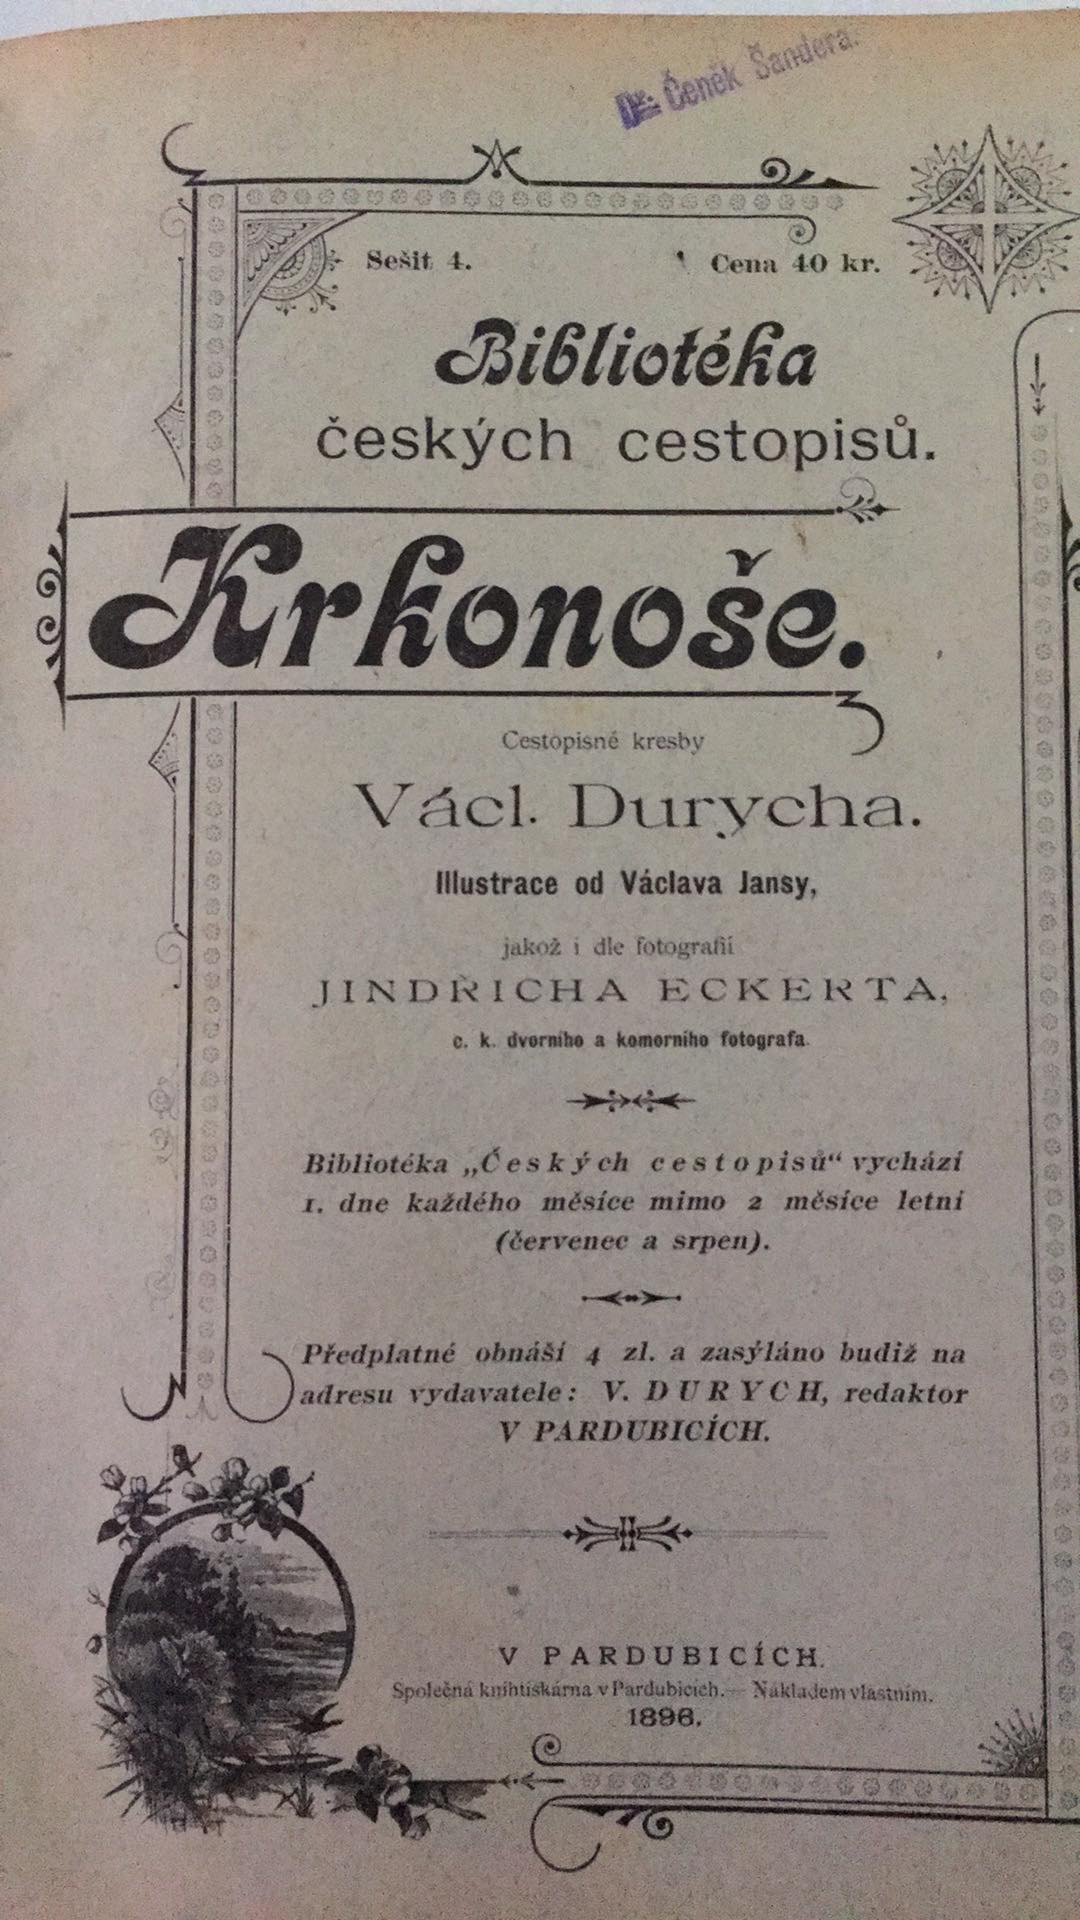 Dr. Čeněk Šandera.
Sešit 4. Cena 40 kr.
Bibliotéka
českých cestopisů.
Krkonoše.
Cestopisné kresby
Václ. Durycha.
Illustrace od Václava Jansy,
jakož i dle fotografií
JINDŘICHA ECKERTA,
c. k. dvorního a komorního fotografa.
Bibliotéka „Českých cestopisů“ vychází
1. dne každého měsíce mimo 2 měsíce letní
(červenec a srpen).
Předplatné obnáší 4 zl. a zasýláno budiž na
adresu vydavatele: V. DURYCH, redaktor
V PARDUBICÍCH.
V PARDUBICÍCH.
Společná knihtiskárna v Pardubicích. — Nákladem vlastním.
1896.